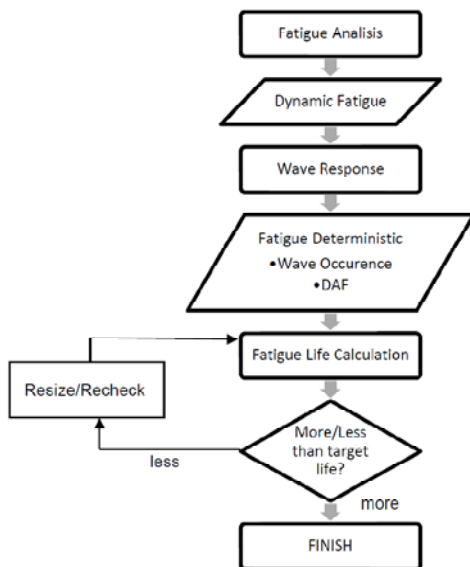 Fatigue Analisis
Dynamic Fatigue
Wave Response
Fatigue Deterministic
•Wave Occurence
•DAF
Fatigue Life Calculation
Resize/Recheck
More/Less
than target
life?
less
more
FINISH